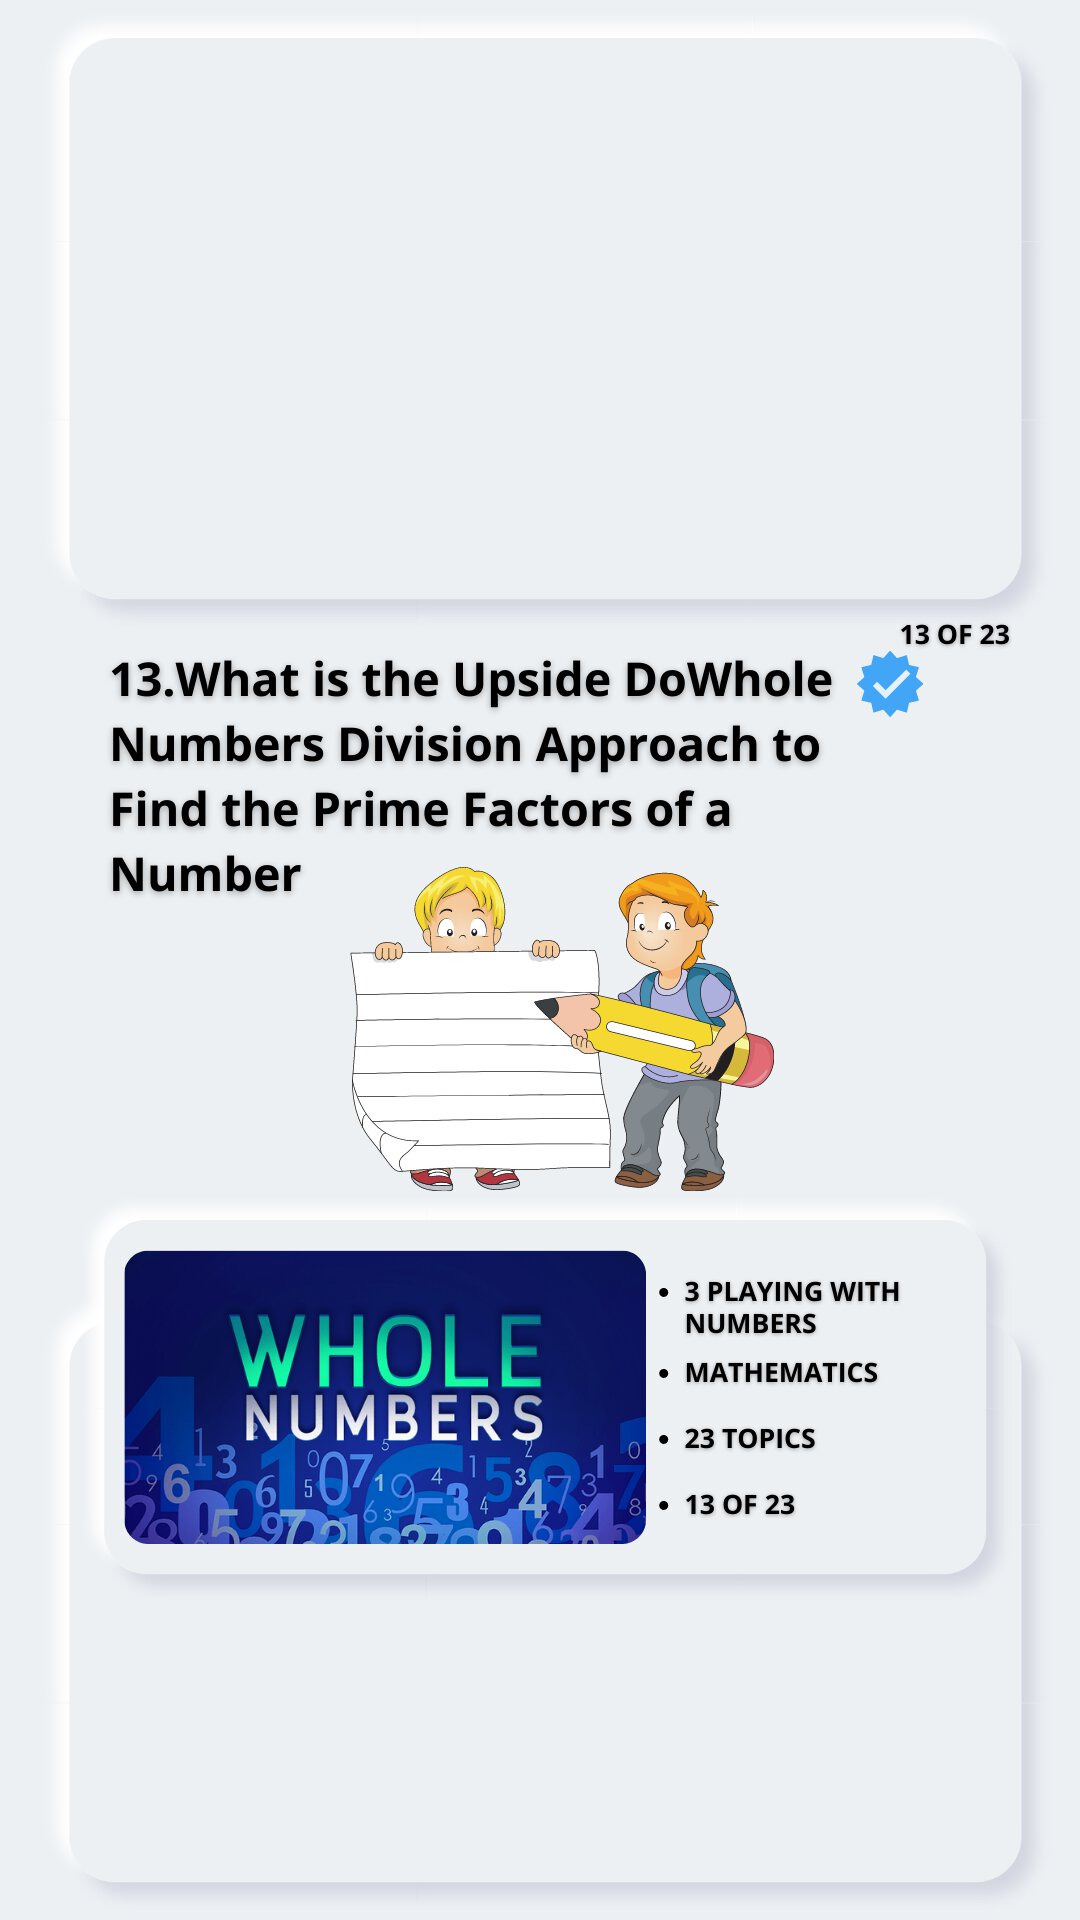 13 OF 23
13.What is the Upside DoWhole
Numbers Division Approach to
Find the Prime Factors of a
Number
WHOLE
NUMBERS
• 3 PLAYING WITH
NUMBERS
• MATHEMATICS
• 23 TOPICS
• 13 OF 23